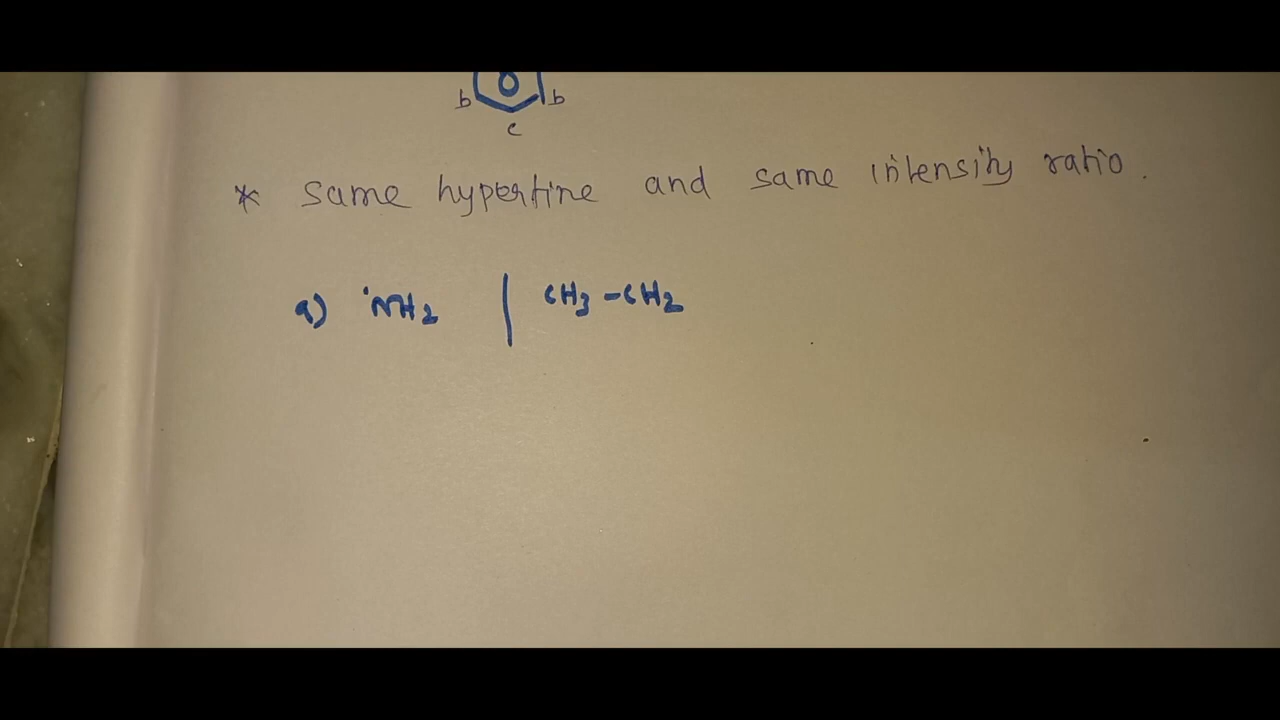 b b
c
* Same hyperfine and same intensity ratio.
a) ·NH₂ | CH₃-CH₂